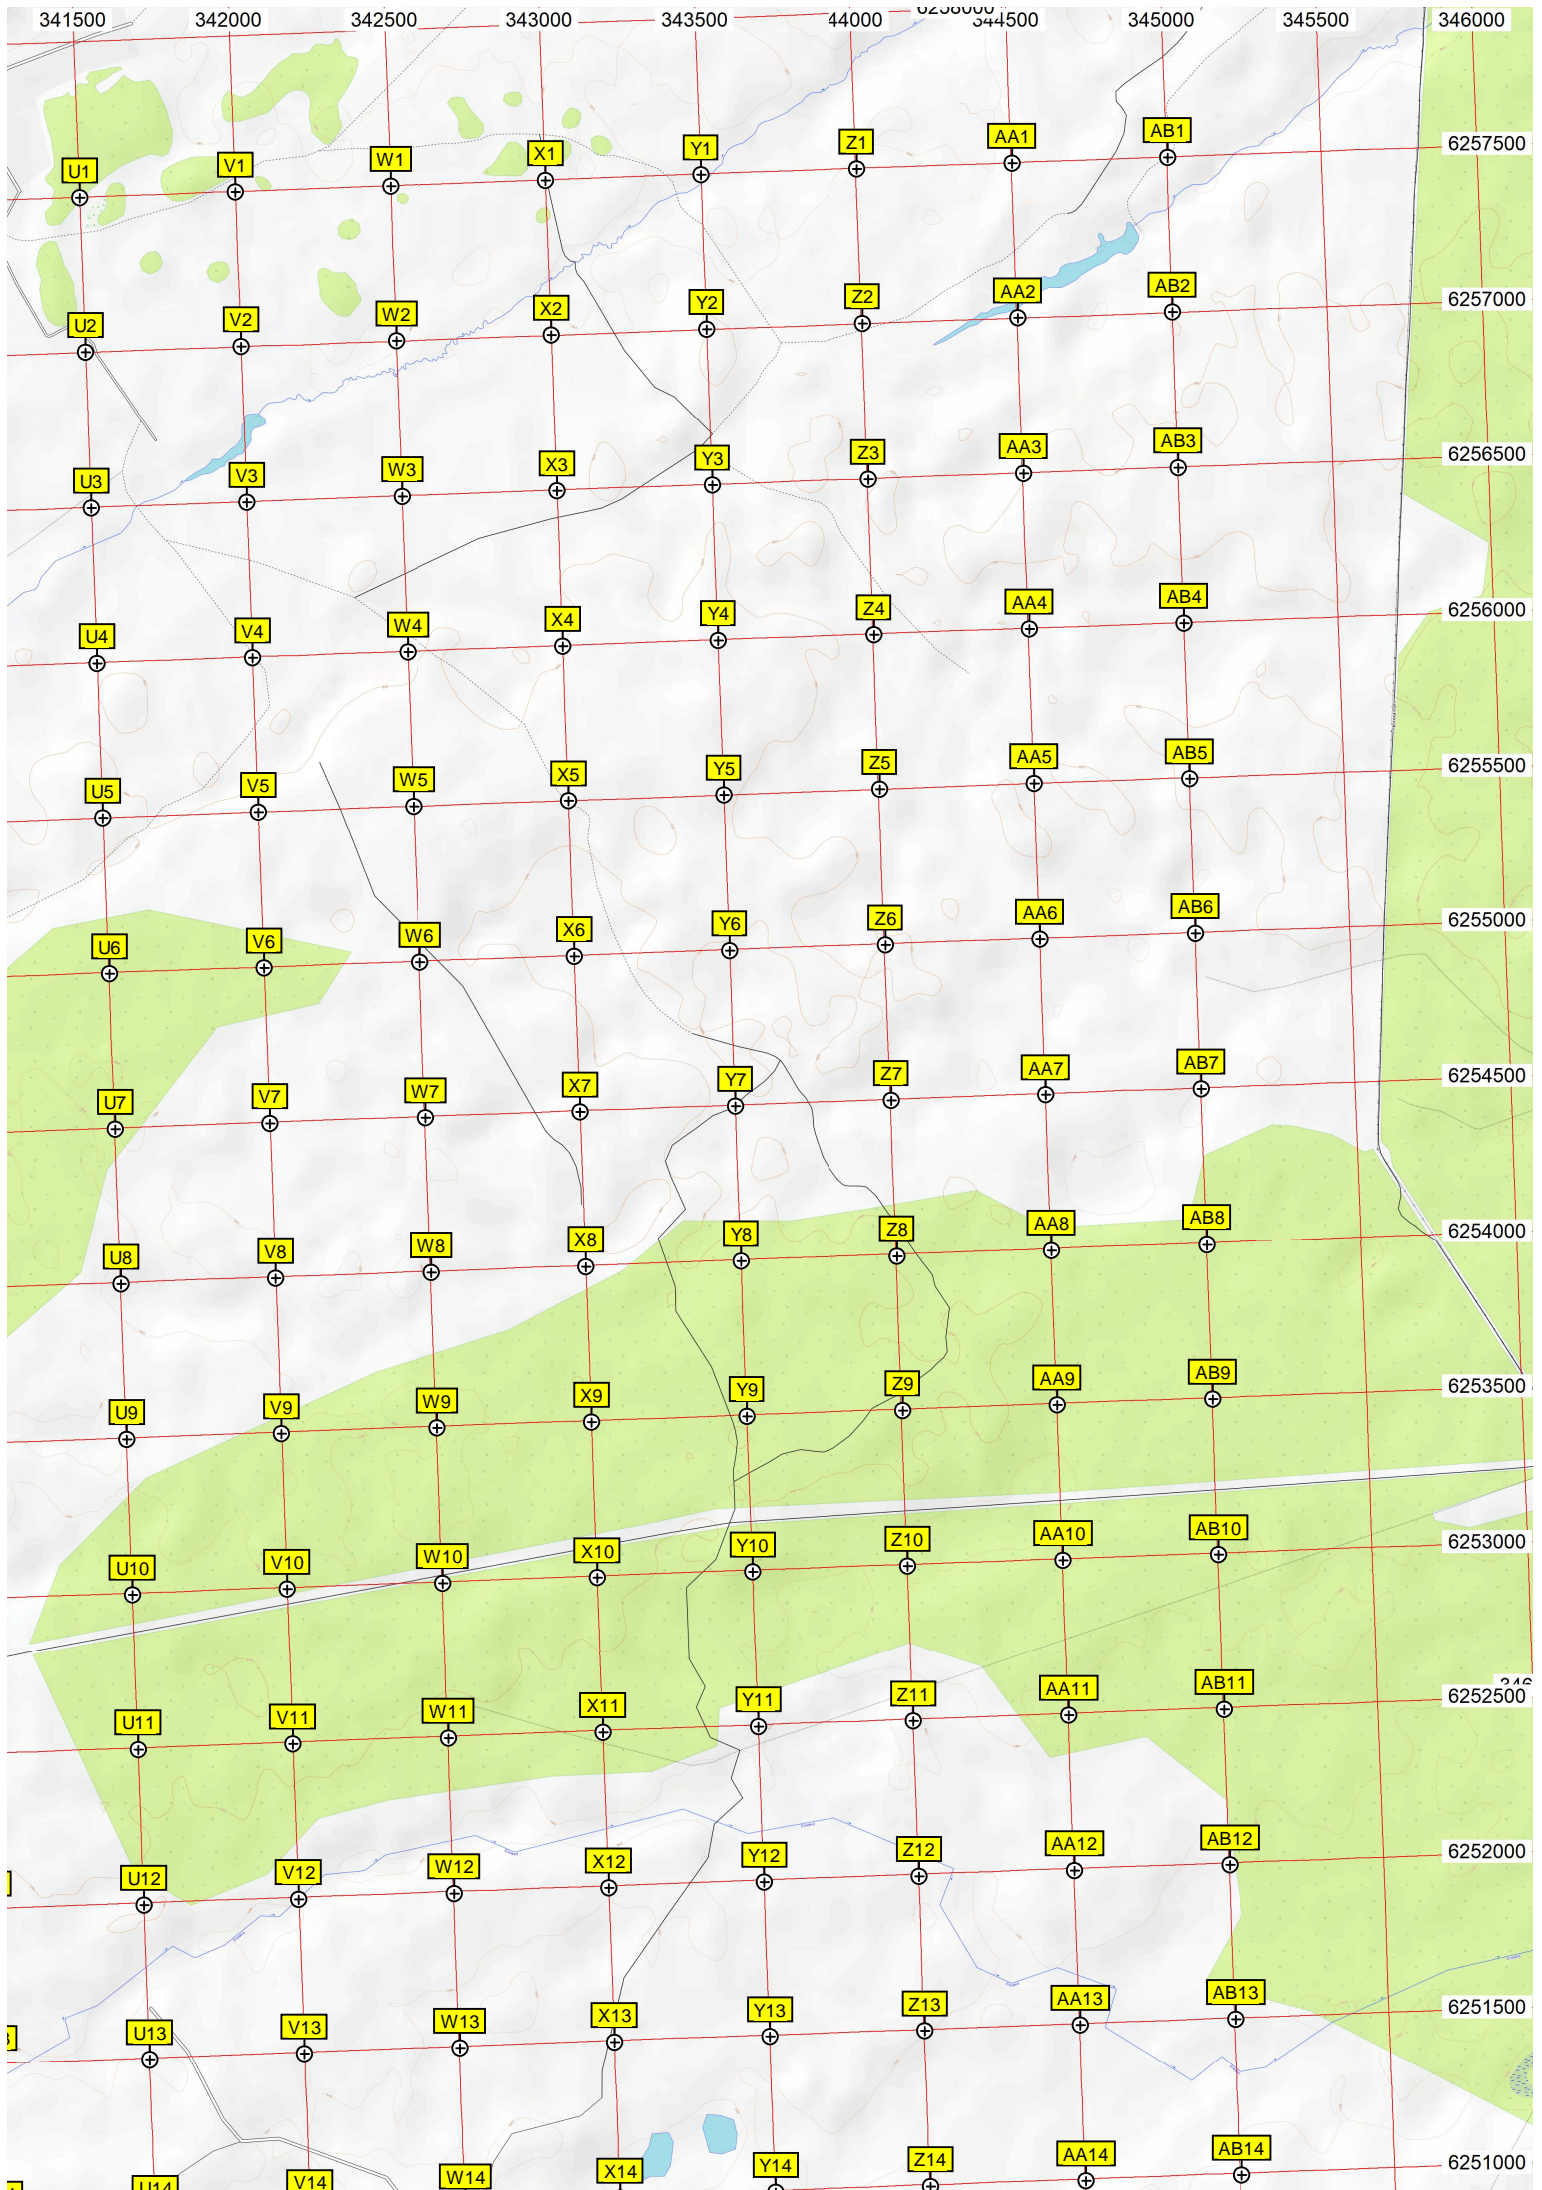 6258000
341500 342000 342500 343000 343500 44000 344500 345000 345500 346000
U1 V1 W1 X1 Y1 Z1 AA1 AB1 6257500
U2 V2 W2 X2 Y2 Z2 AA2 AB2 6257000
U3 V3 W3 X3 Y3 Z3 AA3 AB3 6256500
U4 V4 W4 X4 Y4 Z4 AA4 AB4 6256000
U5 V5 W5 X5 Y5 Z5 AA5 AB5 6255500
U6 V6 W6 X6 Y6 Z6 AA6 AB6 6255000
U7 V7 W7 X7 Y7 Z7 AA7 AB7 6254500
U8 V8 W8 X8 Y8 Z8 AA8 AB8 6254000
U9 V9 W9 X9 Y9 Z9 AA9 AB9 6253500
U10 V10 W10 X10 Y10 Z10 AA10 AB10 6253000
346
U11 V11 W11 X11 Y11 Z11 AA11 AB11 6252500
U12 V12 W12 X12 Y12 Z12 AA12 AB12 6252000
U13 V13 W13 X13 Y13 Z13 AA13 AB13 6251500
U14 V14 W14 X14 Y14 Z14 AA14 AB14 6251000